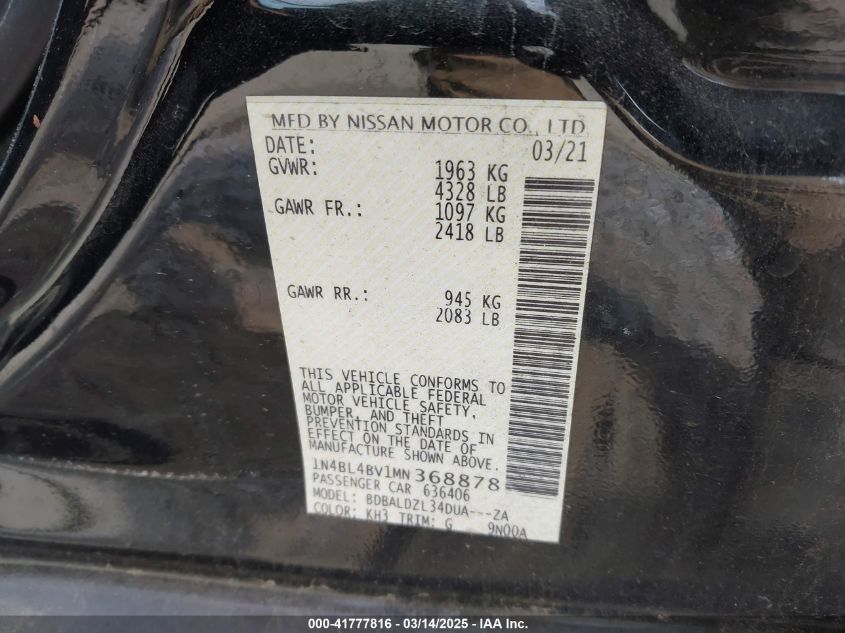 MFD BY NISSAN MOTOR CO., LTD
DATE: 03/21
GVWR: 1963 KG
4328 LB
GAWR FR.: 1097 KG
2418 LB
GAWR RR.: 945 KG
2083 LB
THIS VEHICLE CONFORMS TO
ALL APPLICABLE FEDERAL
MOTOR VEHICLE SAFETY,
BUMPER, AND THEFT
PREVENTION STANDARDS IN
EFFECT ON THE DATE OF
MANUFACTURE SHOWN ABOVE.
1N4BL4BV1MN368878
PASSENGER CAR 636406
MODEL: BDBALDZL34DUA---ZA
COLOR: KH3 TRIM: G 9N00A
000-41777816 - 03/14/2025 - IAA Inc.